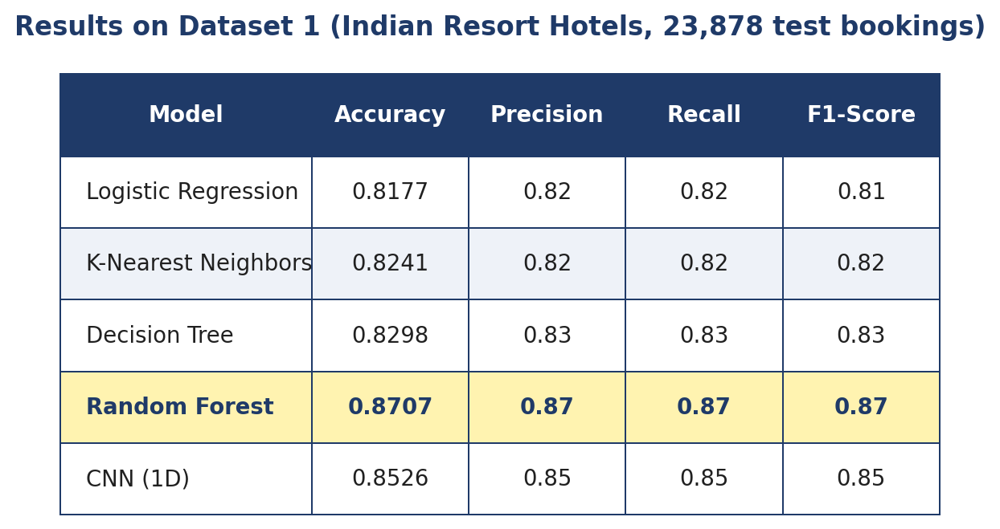 Results on Dataset 1 (Indian Resort Hotels, 23,878 test bookings)
Model Accuracy Precision Recall F1-Score
Logistic Regression 0.8177 0.82 0.82 0.81
K-Nearest Neighbors 0.8241 0.82 0.82 0.82
Decision Tree 0.8298 0.83 0.83 0.83
Random Forest 0.8707 0.87 0.87 0.87
CNN (1D) 0.8526 0.85 0.85 0.85